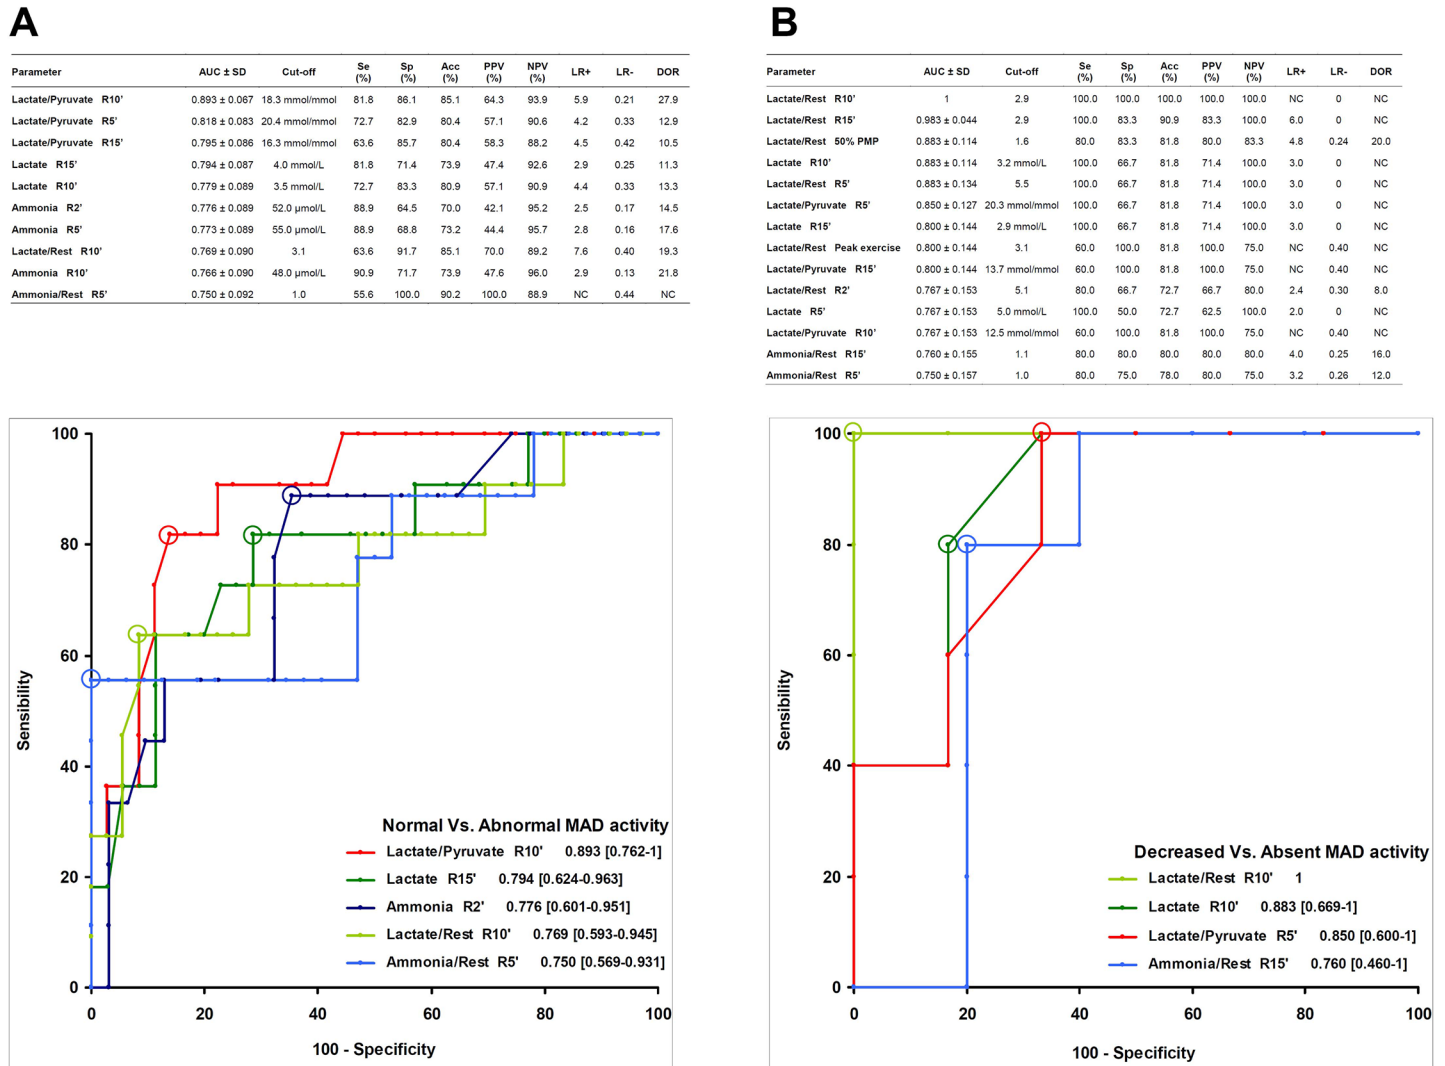 A
Parameter AUC ± SD Cut-off Se (%) Sp (%) Acc (%) PPV (%) NPV (%) LR+ LR- DOR
Lactate/Pyruvate R10' 0.893 ± 0.067 18.3 mmol/mmol 81.8 86.1 85.1 64.3 93.9 5.9 0.21 27.9
Lactate/Pyruvate R5' 0.818 ± 0.083 20.4 mmol/mmol 72.7 82.9 80.4 57.1 90.6 4.2 0.33 12.9
Lactate/Pyruvate R15' 0.795 ± 0.086 16.3 mmol/mmol 63.6 85.7 80.4 58.3 88.2 4.5 0.42 10.5
Lactate R15' 0.794 ± 0.087 4.0 mmol/L 81.8 71.4 73.9 47.4 92.6 2.9 0.25 11.3
Lactate R10' 0.779 ± 0.089 3.5 mmol/L 72.7 83.3 80.9 57.1 90.9 4.4 0.33 13.3
Ammonia R2' 0.776 ± 0.089 52.0 µmol/L 88.9 64.5 70.0 42.1 95.2 2.5 0.17 14.5
Ammonia R5' 0.773 ± 0.089 55.0 µmol/L 88.9 68.8 73.2 44.4 95.7 2.8 0.16 17.6
Lactate/Rest R10' 0.769 ± 0.090 3.1 63.6 91.7 85.1 70.0 89.2 7.6 0.40 19.3
Ammonia R10' 0.766 ± 0.090 48.0 µmol/L 90.9 71.7 73.9 47.6 96.0 2.9 0.13 21.8
Ammonia/Rest R5' 0.750 ± 0.092 1.0 55.6 100.0 90.2 100.0 88.9 NC 0.44 NC
100
80
60
40
20
0
Sensibility
0 20 40 60 80 100
100 - Specificity
Normal Vs. Abnormal MAD activity
Lactate/Pyruvate R10' 0.893 [0.762-1]
Lactate R15' 0.794 [0.624-0.963]
Ammonia R2' 0.776 [0.601-0.951]
Lactate/Rest R10' 0.769 [0.593-0.945]
Ammonia/Rest R5' 0.750 [0.569-0.931]
B
Parameter AUC ± SD Cut-off Se (%) Sp (%) Acc (%) PPV (%) NPV (%) LR+ LR- DOR
Lactate/Rest R10' 1 2.9 100.0 100.0 100.0 100.0 100.0 NC 0 NC
Lactate/Rest R15' 0.983 ± 0.044 2.9 100.0 83.3 90.9 83.3 100.0 6.0 0 NC
Lactate/Rest 50% PMP 0.883 ± 0.114 1.6 80.0 83.3 81.8 80.0 83.3 4.8 0.24 20.0
Lactate R10' 0.883 ± 0.114 3.2 mmol/L 100.0 66.7 81.8 71.4 100.0 3.0 0 NC
Lactate/Rest R5' 0.883 ± 0.134 5.5 100.0 66.7 81.8 71.4 100.0 3.0 0 NC
Lactate/Pyruvate R5' 0.850 ± 0.127 20.3 mmol/mmol 100.0 66.7 81.8 71.4 100.0 3.0 0 NC
Lactate R15' 0.800 ± 0.144 2.9 mmol/L 100.0 66.7 81.8 71.4 100.0 3.0 0 NC
Lactate/Rest Peak exercise 0.800 ± 0.144 3.1 60.0 100.0 81.8 100.0 75.0 NC 0.40 NC
Lactate/Pyruvate R15' 0.800 ± 0.144 13.7 mmol/mmol 60.0 100.0 81.8 100.0 75.0 NC 0.40 NC
Lactate/Rest R2' 0.767 ± 0.153 5.1 80.0 66.7 72.7 66.7 80.0 2.4 0.30 8.0
Lactate R5' 0.767 ± 0.153 5.0 mmol/L 100.0 50.0 72.7 62.5 100.0 2.0 0 NC
Lactate/Pyruvate R10' 0.767 ± 0.153 12.5 mmol/mmol 60.0 100.0 81.8 100.0 75.0 NC 0.40 NC
Ammonia/Rest R15' 0.760 ± 0.155 1.1 80.0 80.0 80.0 80.0 80.0 4.0 0.25 16.0
Ammonia/Rest R5' 0.750 ± 0.157 1.0 80.0 75.0 78.0 80.0 75.0 3.2 0.26 12.0
100
80
60
40
20
0
Sensibility
0 20 40 60 80 100
100 - Specificity
Decreased Vs. Absent MAD activity
Lactate/Rest R10' 1
Lactate R10' 0.883 [0.669-1]
Lactate/Pyruvate R5' 0.850 [0.600-1]
Ammonia/Rest R15' 0.760 [0.460-1]